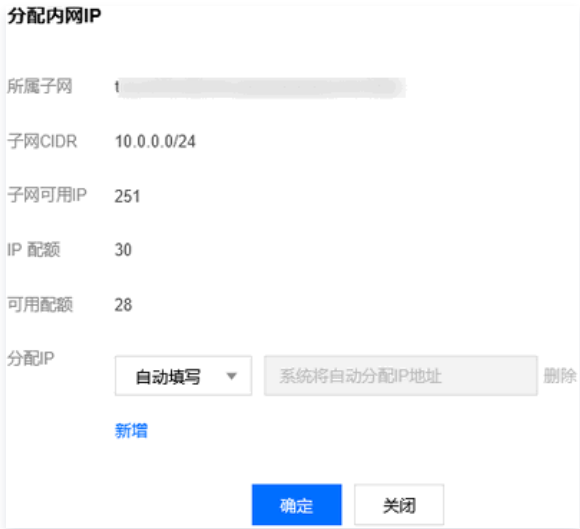 分配内网IP
所属子网 t
子网CIDR 10.0.0.0/24
子网可用IP 251
IP 配额 30
可用配额 28
分配IP 自动填写 系统将自动分配IP地址 删除
新增
确定 关闭